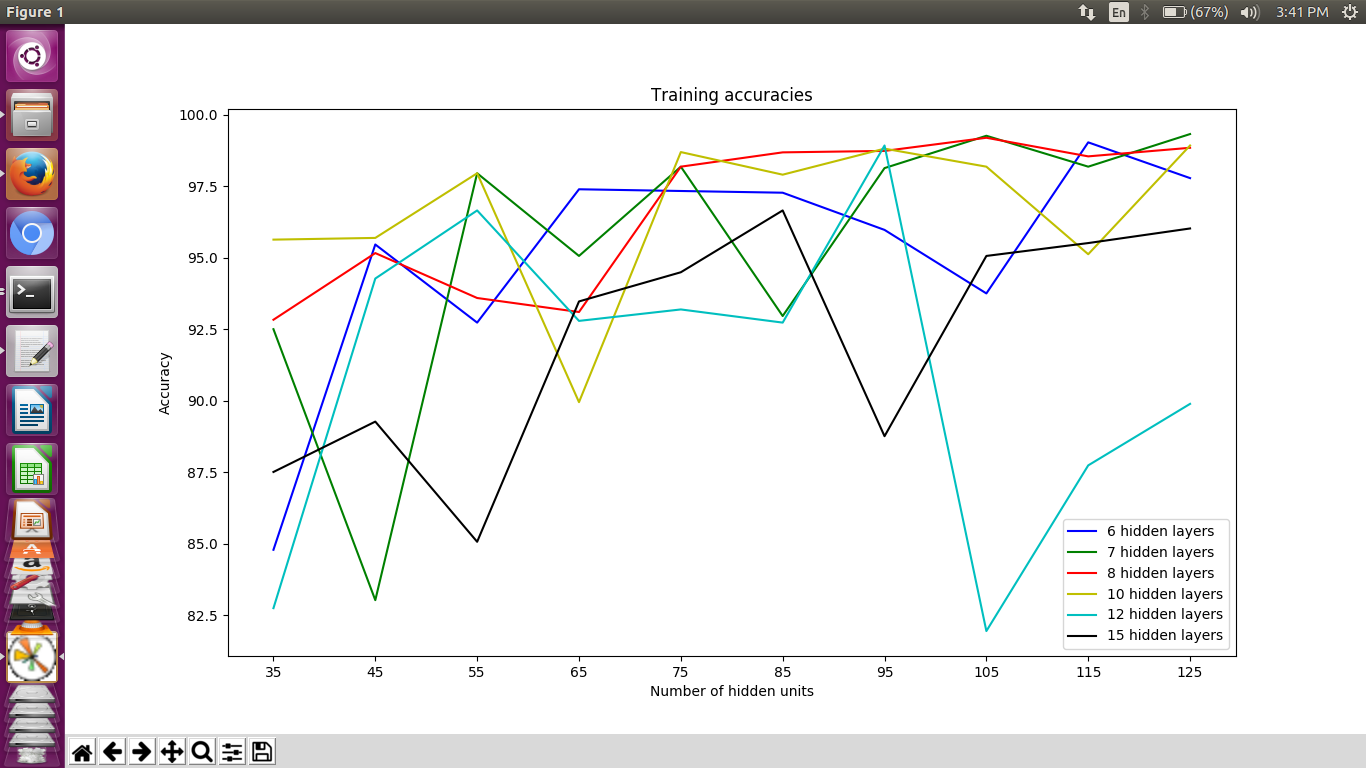 Figure 1
En
(67%)
3:41 PM
Training accuracies
100.0
97.5
95.0
92.5
90.0
87.5
85.0
82.5
Accuracy
35 45 55 65 75 85 95 105 115 125
Number of hidden units
6 hidden layers
7 hidden layers
8 hidden layers
10 hidden layers
12 hidden layers
15 hidden layers